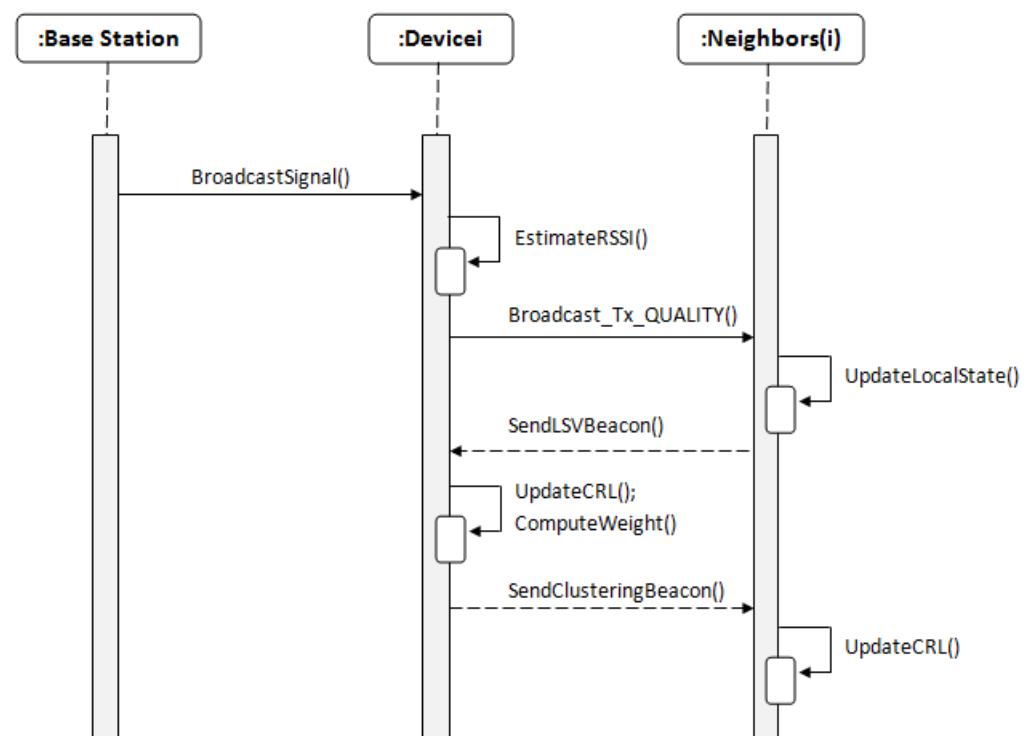 :Base Station
:Devicei
:Neighbors(i)
BroadcastSignal()
EstimateRSSI()
Broadcast_Tx_QUALITY()
UpdateLocalState()
SendLSVBeacon()
UpdateCRL();
ComputeWeight()
SendClusteringBeacon()
UpdateCRL()